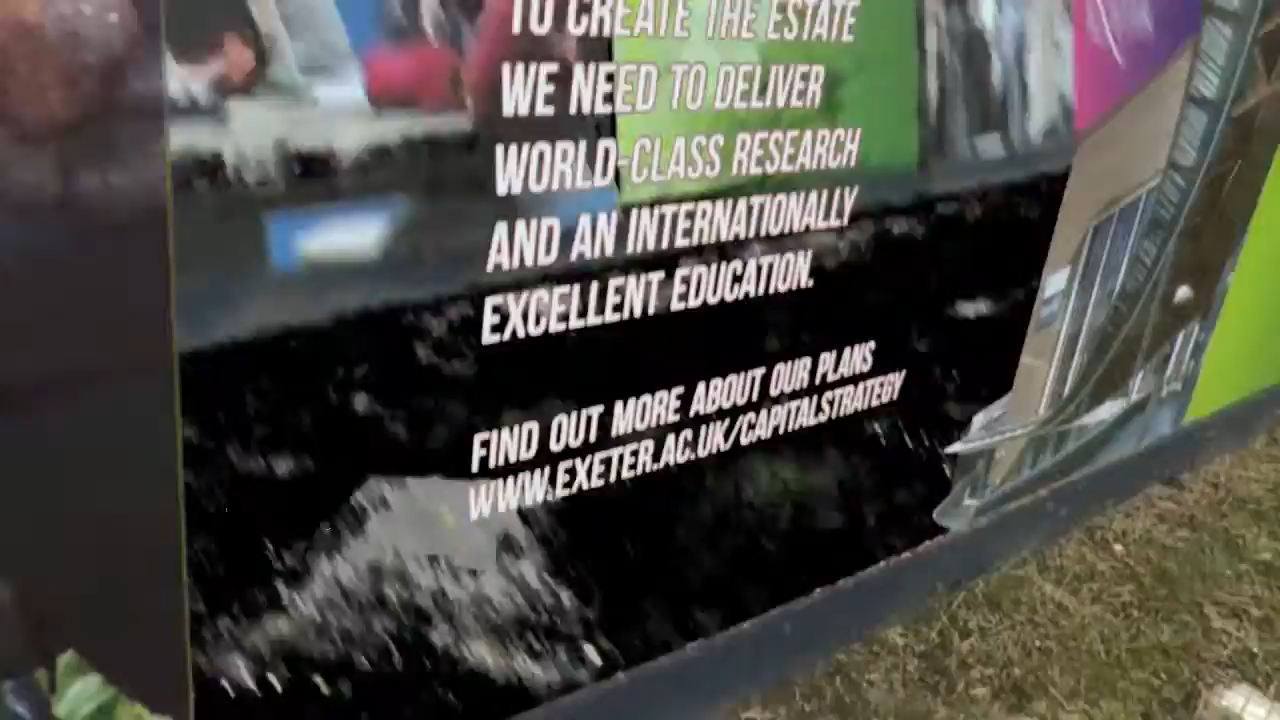 TO CREATE THE ESTATE
WE NEED TO DELIVER
WORLD-CLASS RESEARCH
AND AN INTERNATIONALLY
EXCELLENT EDUCATION.
FIND OUT MORE ABOUT OUR PLANS
WWW.EXETER.AC.UK/CAPITALSTRATEGY